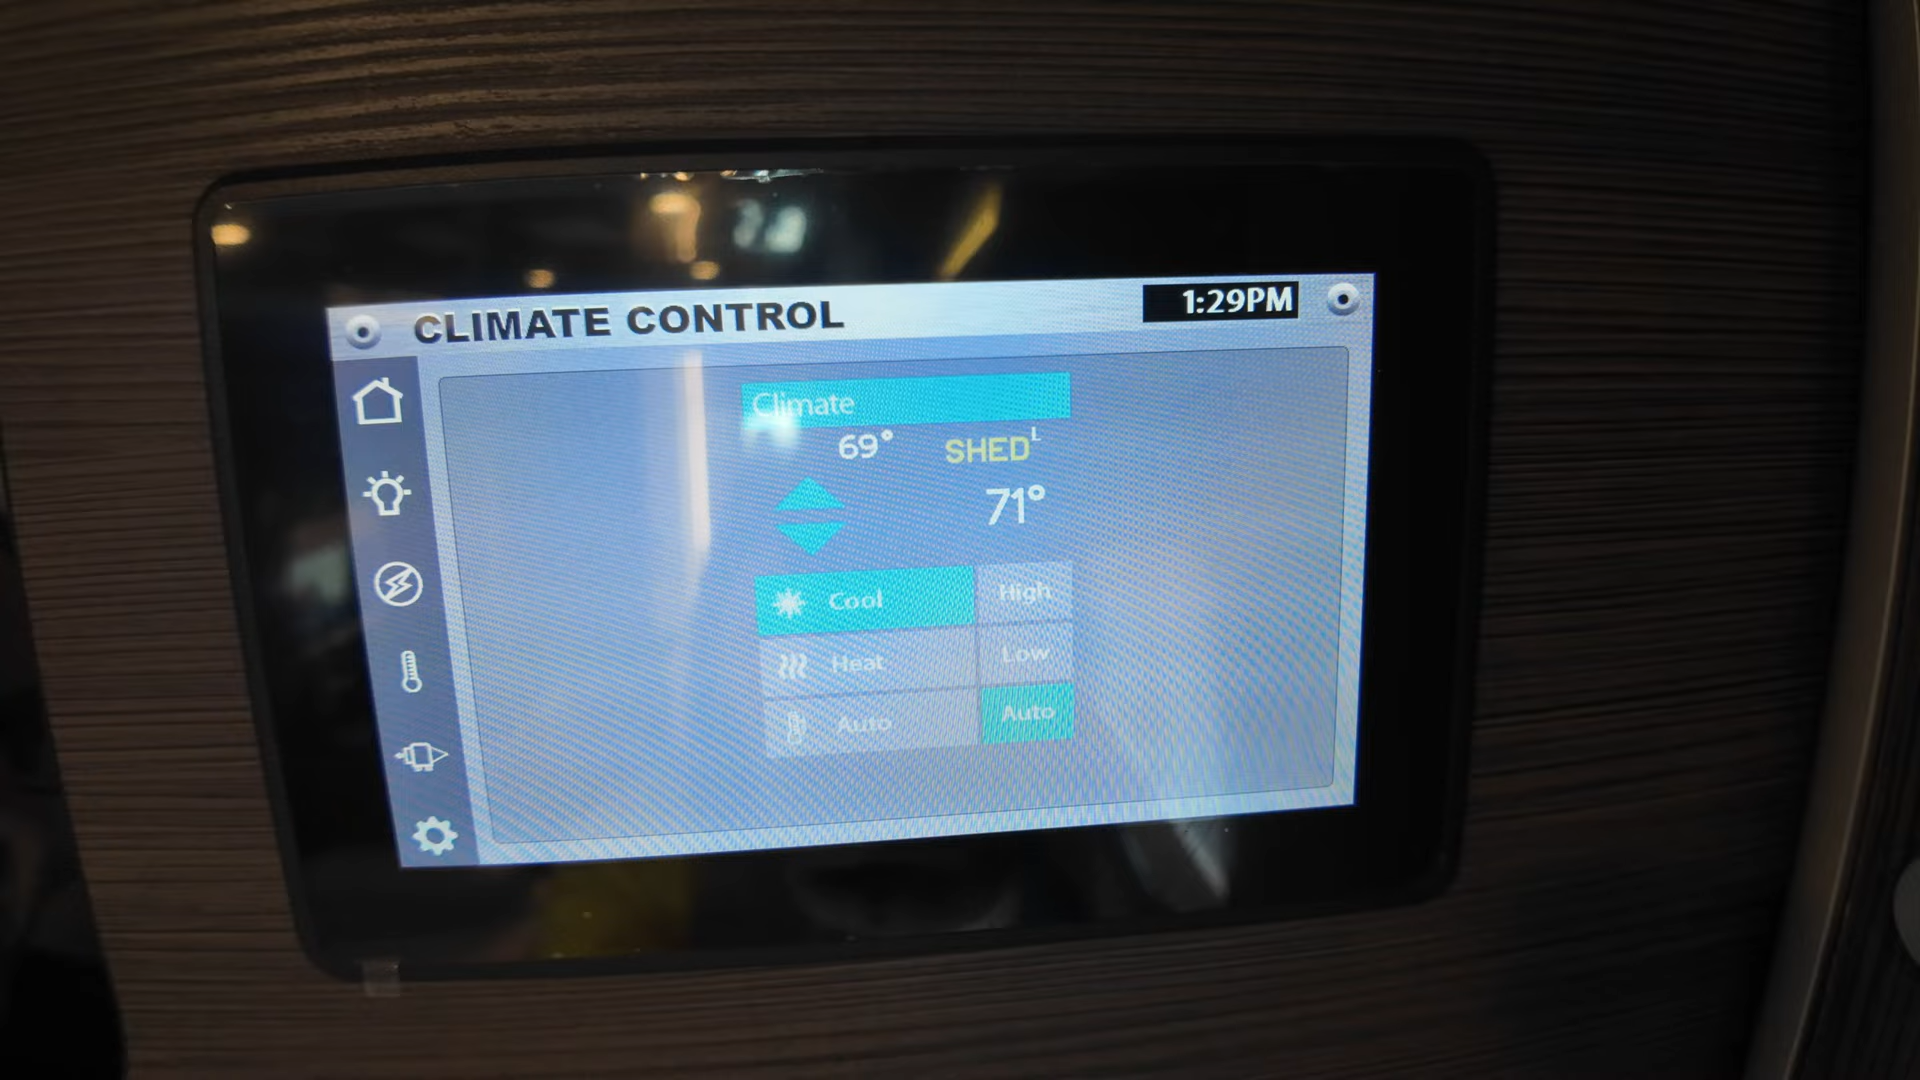 CLIMATE CONTROL 1:29PM
Climate
69° SHED L
71°
Cool High
Heat Low
Auto Auto